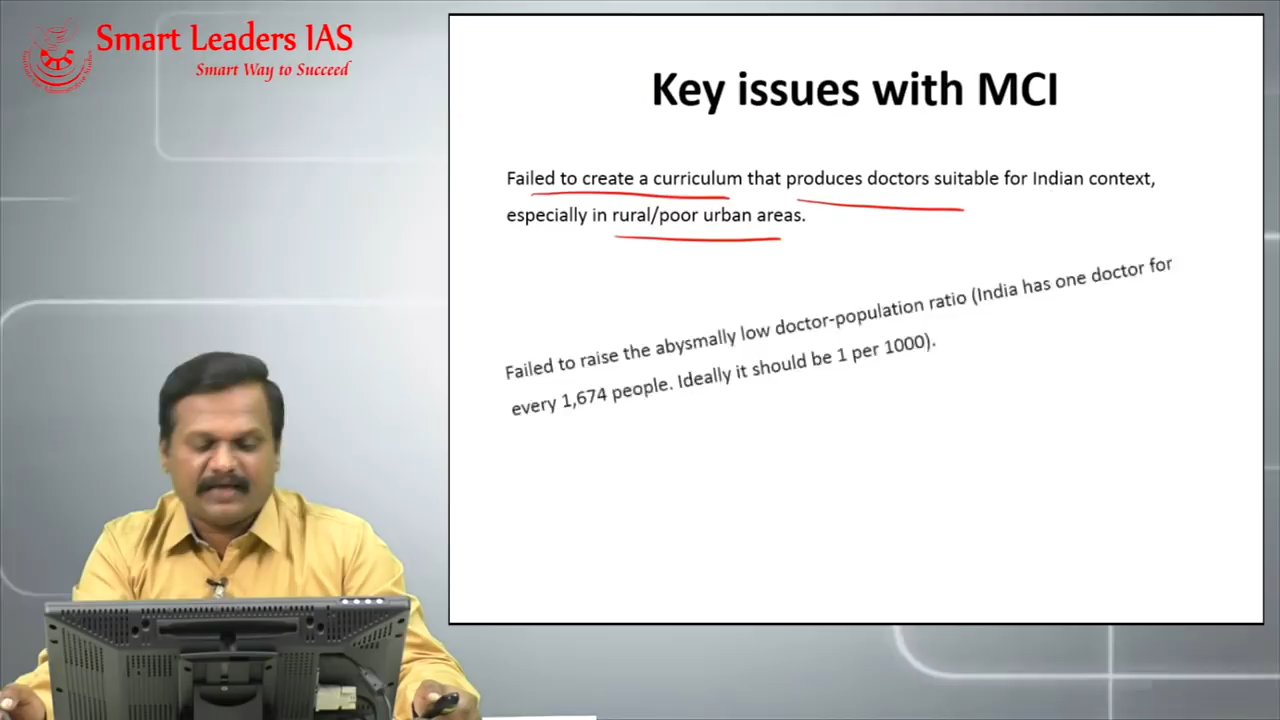 Smart Leaders IAS
Smart Way to Succeed
Key issues with MCI
Failed to create a curriculum that produces doctors suitable for Indian context,
especially in rural/poor urban areas.
Failed to raise the abysmally low doctor-population ratio (India has one doctor for
every 1,674 people. Ideally it should be 1 per 1000).